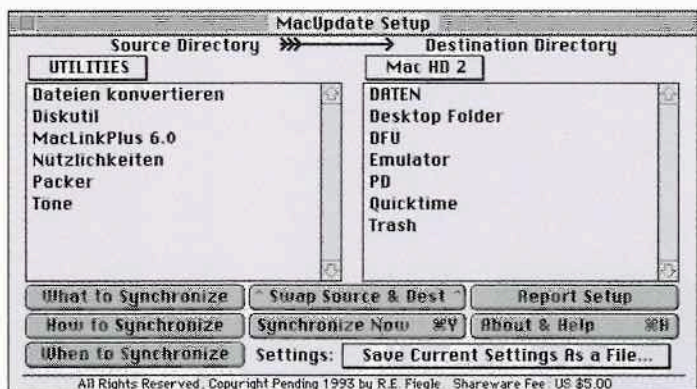 MacUpdate Setup
Source Directory
Destination Directory
UTILITIES
Mac HD 2
Dateien konvertieren
Diskutil
MacLinkPlus 6.0
Nützlichkeiten
Packer
Töne
DATEN
Desktop Folder
DFU
Emulator
PD
Quicktime
Trash
What to Synchronize
^ Swap Source & Dest ^
Report Setup
How to Synchronize
Synchronize Now ⌘Y
About & Help ⌘H
When to Synchronize
Settings:
Save Current Settings As a File...
All Rights Reserved, Copyright Pending 1993 by R.E. Fiegle Shareware Fee: US $5.00